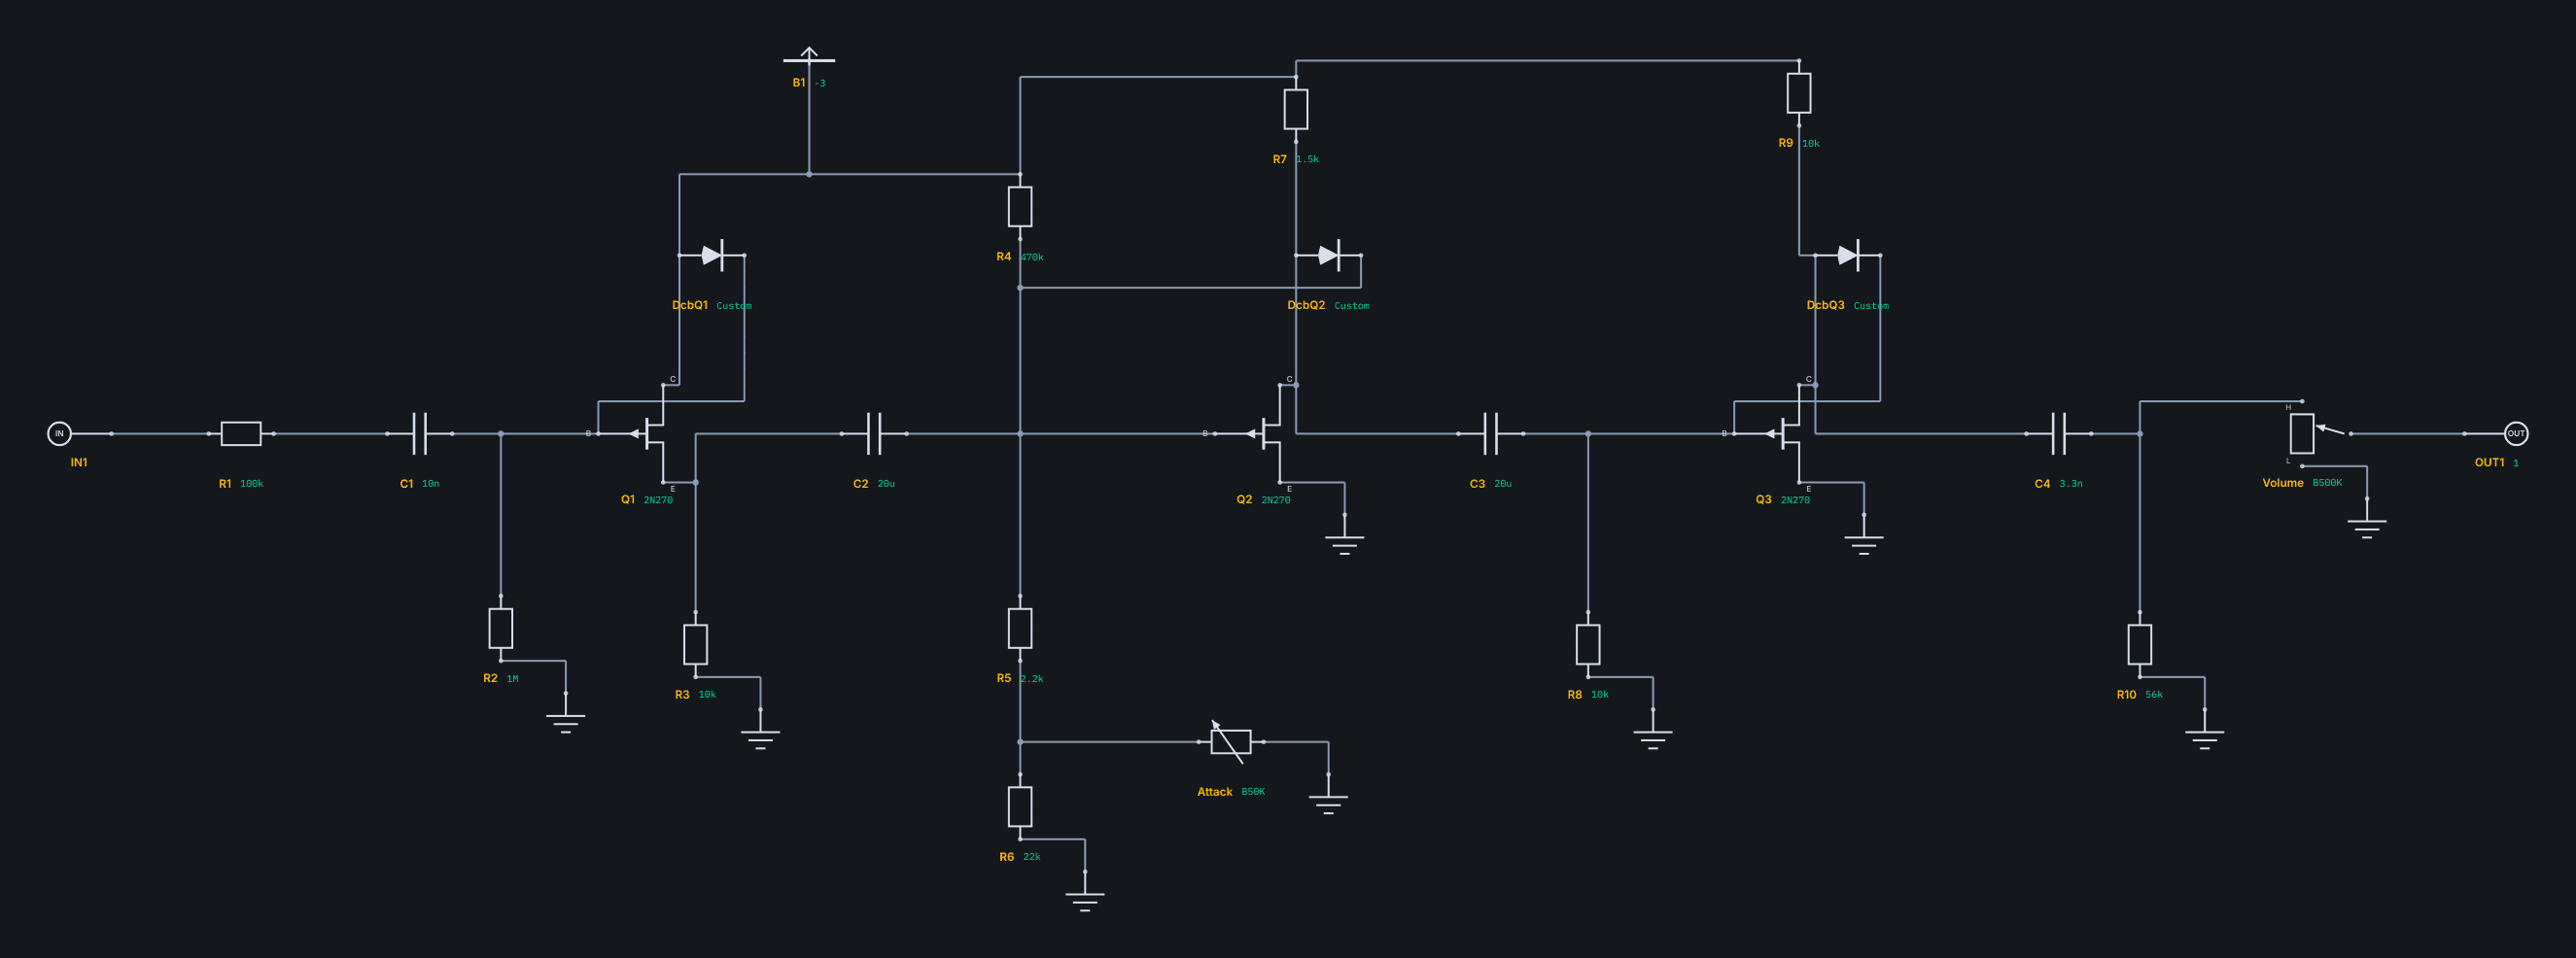 B1 -3
R7 1.5k
R9 10k
R4 470k
DcbQ1 Custom
DcbQ2 Custom
DcbQ3 Custom
C
C
C
H
IN
B
B
B
OUT
IN1
L
OUT1 1
R1 100k
C1 10n
E
Q1 2N270
C2 20u
E
Q2 2N270
C3 20u
E
Q3 2N270
C4 3.3n
Volume B500K
R2 1M
R3 10k
R5 2.2k
R8 10k
R10 56k
Attack B50K
R6 22k